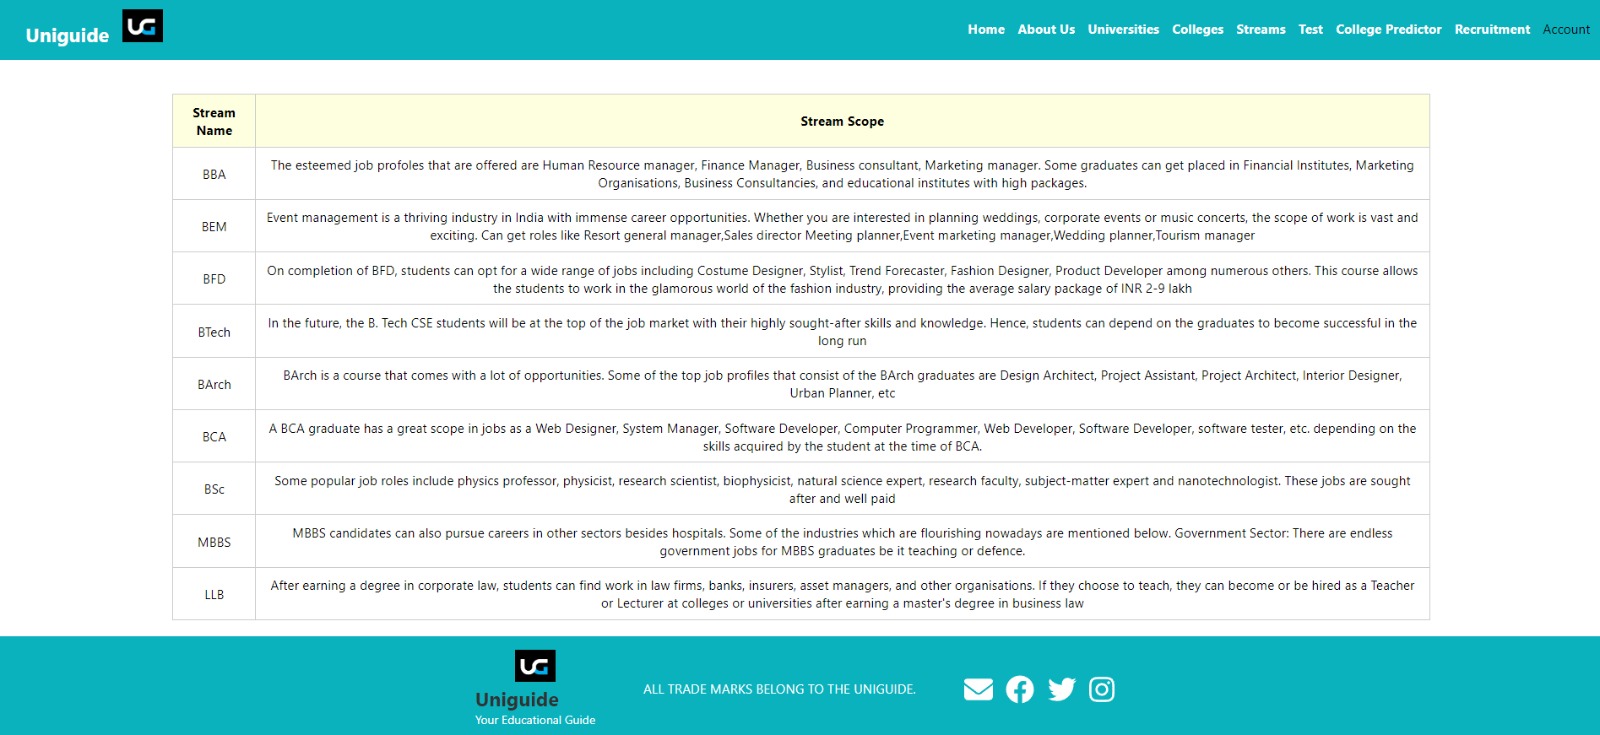 Uniguide UG
Home About Us Universities Colleges Streams Test College Predictor Recruitment Account
Stream
Name
Stream Scope
BBA
The esteemed job profoles that are offered are Human Resource manager, Finance Manager, Business consultant, Marketing manager. Some graduates can get placed in Financial Institutes, Marketing
Organisations, Business Consultancies, and educational institutes with high packages.
BEM
Event management is a thriving industry in India with immense career opportunities. Whether you are interested in planning weddings, corporate events or music concerts, the scope of work is vast and
exciting. Can get roles like Resort general manager,Sales director Meeting planner,Event marketing manager,Wedding planner,Tourism manager
BFD
On completion of BFD, students can opt for a wide range of jobs including Costume Designer, Stylist, Trend Forecaster, Fashion Designer, Product Developer among numerous others. This course allows
the students to work in the glamorous world of the fashion industry, providing the average salary package of INR 2-9 lakh
BTech
In the future, the B. Tech CSE students will be at the top of the job market with their highly sought-after skills and knowledge. Hence, students can depend on the graduates to become successful in the
long run
BArch
BArch is a course that comes with a lot of opportunities. Some of the top job profiles that consist of the BArch graduates are Design Architect, Project Assistant, Project Architect, Interior Designer,
Urban Planner, etc
BCA
A BCA graduate has a great scope in jobs as a Web Designer, System Manager, Software Developer, Computer Programmer, Web Developer, Software Developer, software tester, etc. depending on the
skills acquired by the student at the time of BCA.
BSc
Some popular job roles include physics professor, physicist, research scientist, biophysicist, natural science expert, research faculty, subject-matter expert and nanotechnologist. These jobs are sought
after and well paid
MBBS
MBBS candidates can also pursue careers in other sectors besides hospitals. Some of the industries which are flourishing nowadays are mentioned below. Government Sector: There are endless
government jobs for MBBS graduates be it teaching or defence.
LLB
After earning a degree in corporate law, students can find work in law firms, banks, insurers, asset managers, and other organisations. If they choose to teach, they can become or be hired as a Teacher
or Lecturer at colleges or universities after earning a master's degree in business law
UG
Uniguide
Your Educational Guide
ALL TRADE MARKS BELONG TO THE UNIGUIDE.